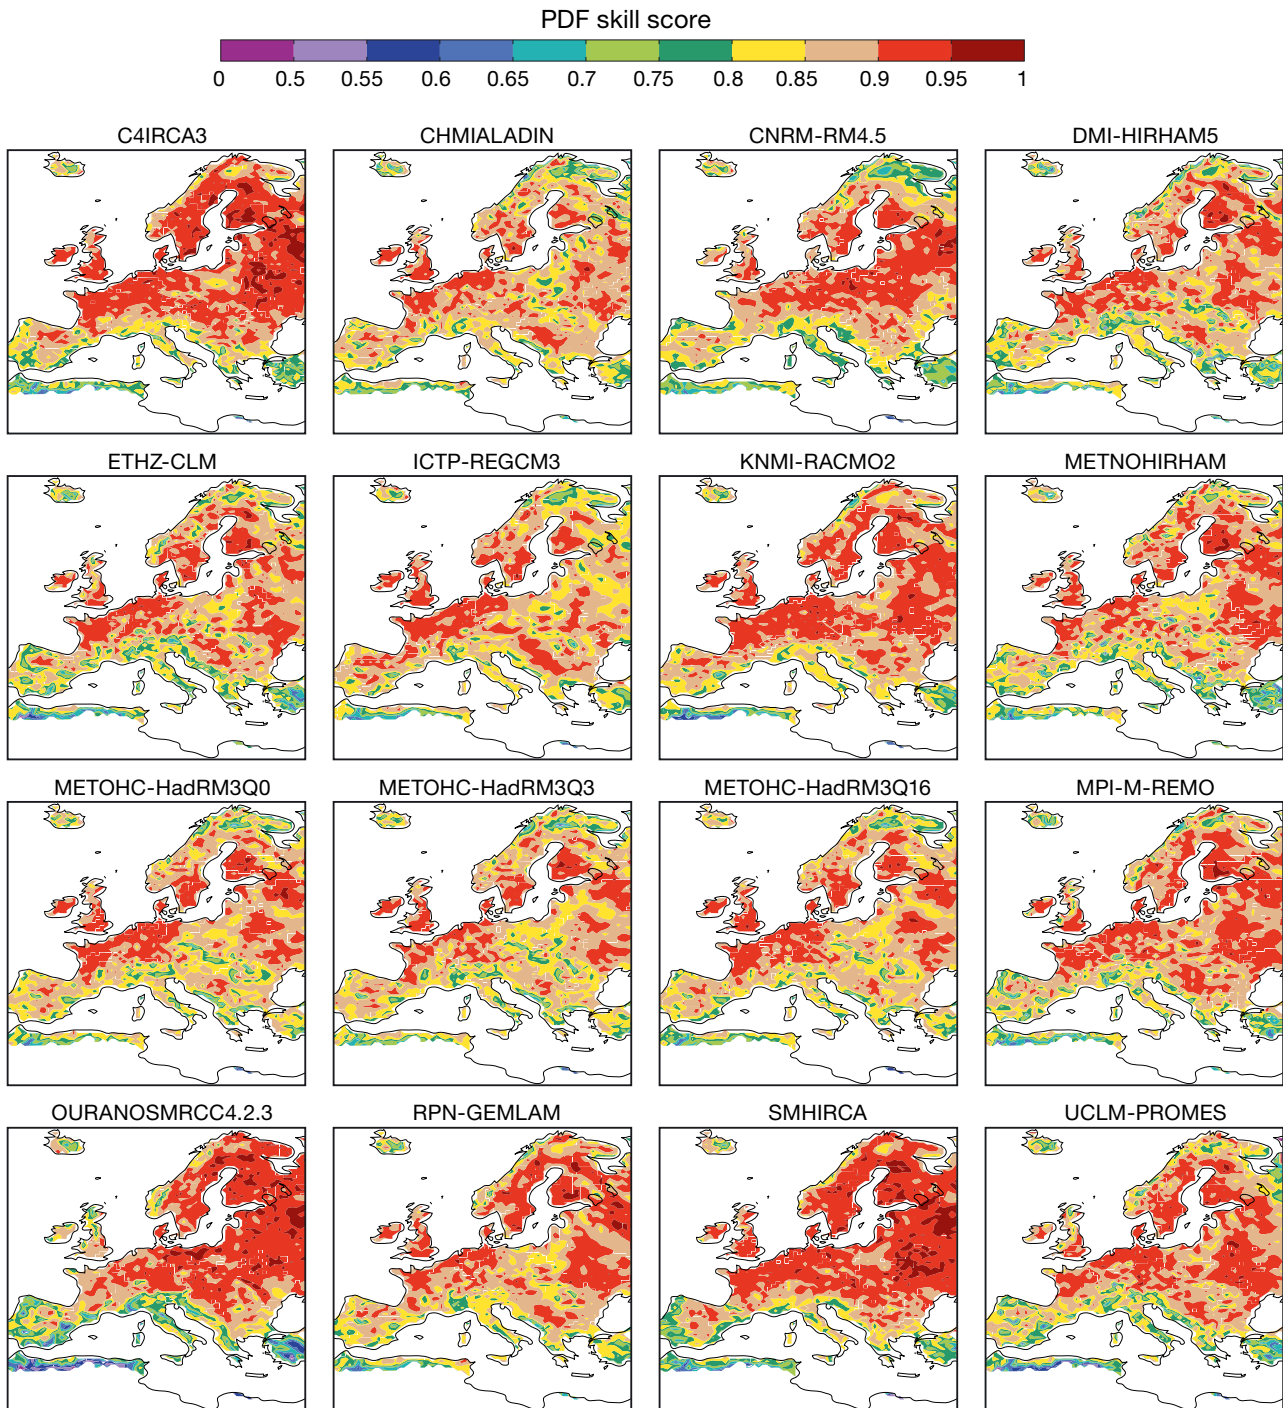 PDF skill score
0 0.5 0.55 0.6 0.65 0.7 0.75 0.8 0.85 0.9 0.95 1
C4IRCA3 CHMIALADIN CNRM-RM4.5 DMI-HIRHAM5
ETHZ-CLM ICTP-REGCM3 KNMI-RACMO2 METNOHIRHAM
METOHC-HadRM3Q0 METOHC-HadRM3Q3 METOHC-HadRM3Q16 MPI-M-REMO
OURANOSMRCC4.2.3 RPN-GEMLAM SMHIRCA UCLM-PROMES